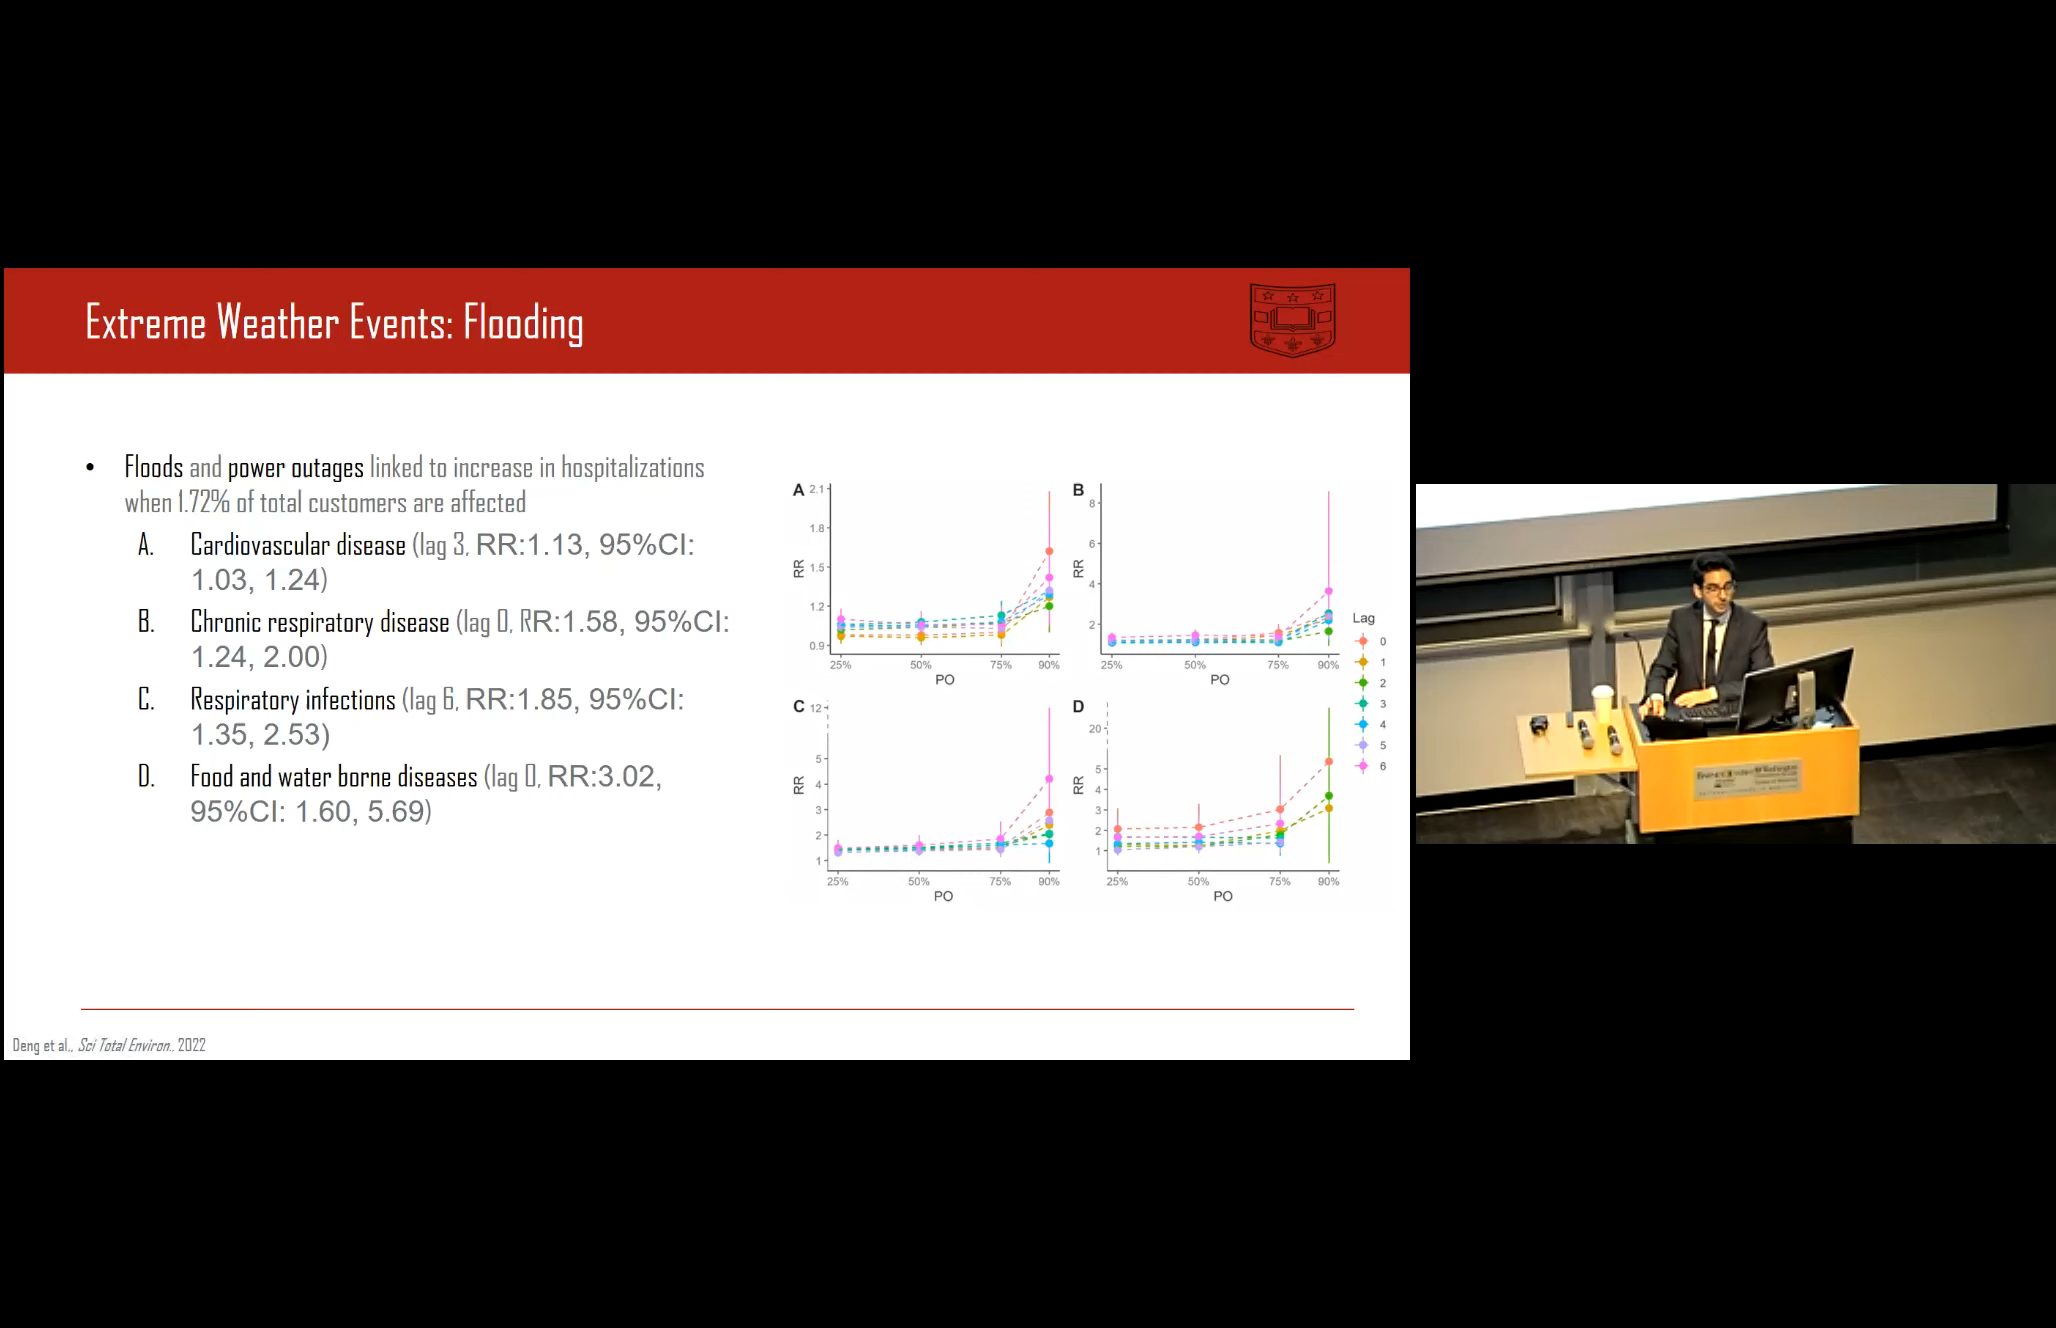 Extreme Weather Events: Flooding
• Floods and power outages linked to increase in hospitalizations
when 1.72% of total customers are affected
A. Cardiovascular disease (lag 3, RR:1.13, 95%CI:
1.03, 1.24)
B. Chronic respiratory disease (lag 0, RR:1.58, 95%CI:
1.24, 2.00)
C. Respiratory infections (lag 6, RR:1.85, 95%CI:
1.35, 2.53)
D. Food and water borne diseases (lag 0, RR:3.02,
95%CI: 1.60, 5.69)
A
2.1
1.8
1.5
1.2
0.9
RR
25% 50% 75% 90%
PO
B
8
6
4
2
RR
25% 50% 75% 90%
PO
C
12
5
4
3
2
1
RR
25% 50% 75% 90%
PO
D
20
5
4
3
2
1
RR
25% 50% 75% 90%
PO
Lag
0
1
2
3
4
5
6
Deng et al., Sci Total Environ., 2022